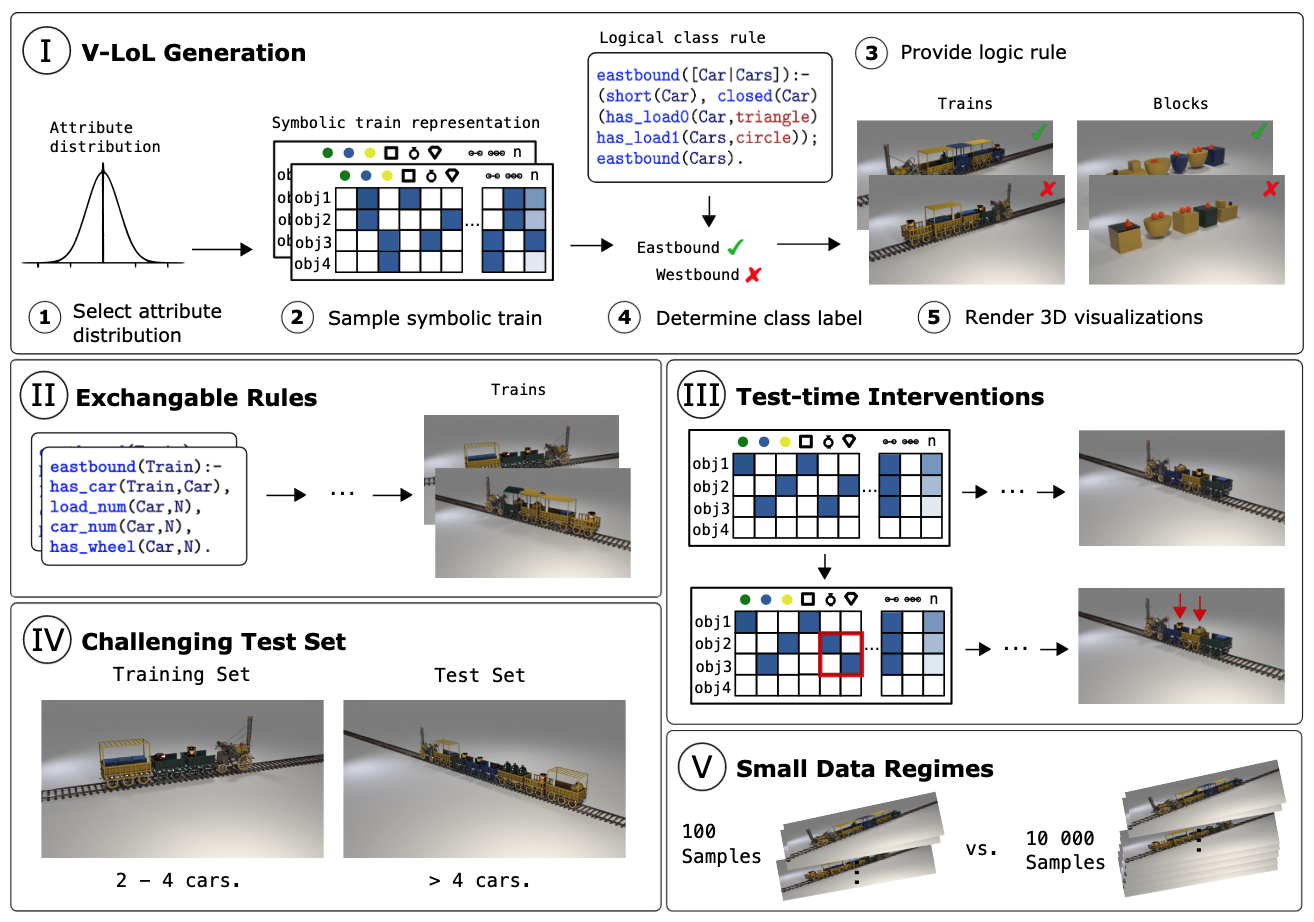 I
V-LoL Generation
Attribute
distribution
Symbolic train representation
n
n
obj1
obj2
obj3
obj4
...
Logical class rule
eastbound([Car|Cars]):-
(short(Car), closed(Car)
(has_load0(Car,triangle)
has_load1(Cars,circle));
eastbound(Cars).
Eastbound
Westbound
3 Provide logic rule
Trains
Blocks
1 Select attribute
distribution
2 Sample symbolic train
4 Determine class label
5 Render 3D visualizations
II
Exchangable Rules
eastbound(Train):-
has_car(Train,Car),
load_num(Car,N),
car_num(Car,N),
has_wheel(Car,N).
...
Trains
III
Test-time Interventions
n
obj1
obj2
obj3
obj4
...
...
n
obj1
obj2
obj3
obj4
...
...
IV
Challenging Test Set
Training Set
Test Set
2 - 4 cars.
> 4 cars.
V
Small Data Regimes
100
Samples
vs.
10 000
Samples